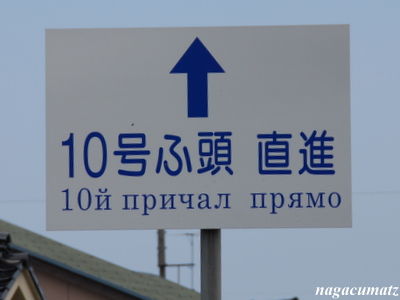 10号ふ頭 直進
10й причал прямо
nagacumatz